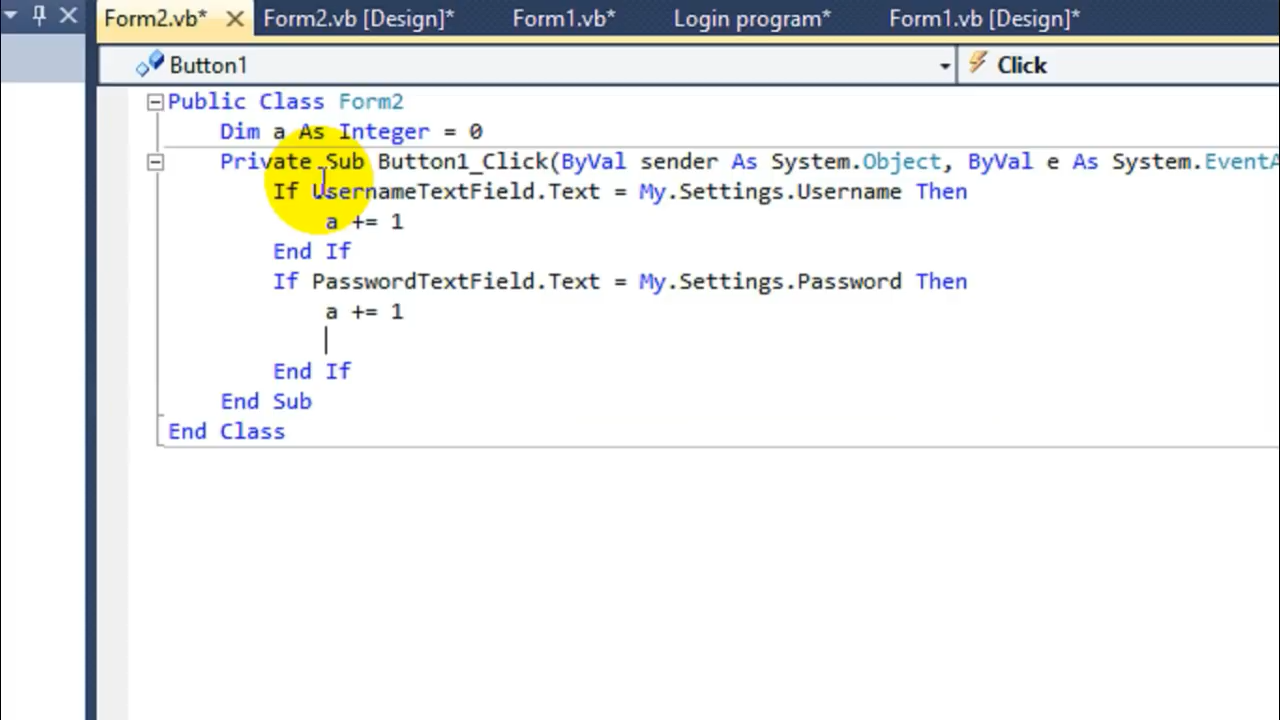 Form2.vb* Form2.vb [Design]* Form1.vb* Login program* Form1.vb [Design]*
Button1 Click
Public Class Form2
Dim a As Integer = 0
Private Sub Button1_Click(ByVal sender As System.Object, ByVal e As System.EventA
If UsernameTextField.Text = My.Settings.Username Then
a += 1
End If
If PasswordTextField.Text = My.Settings.Password Then
a += 1
End If
End Sub
End Class